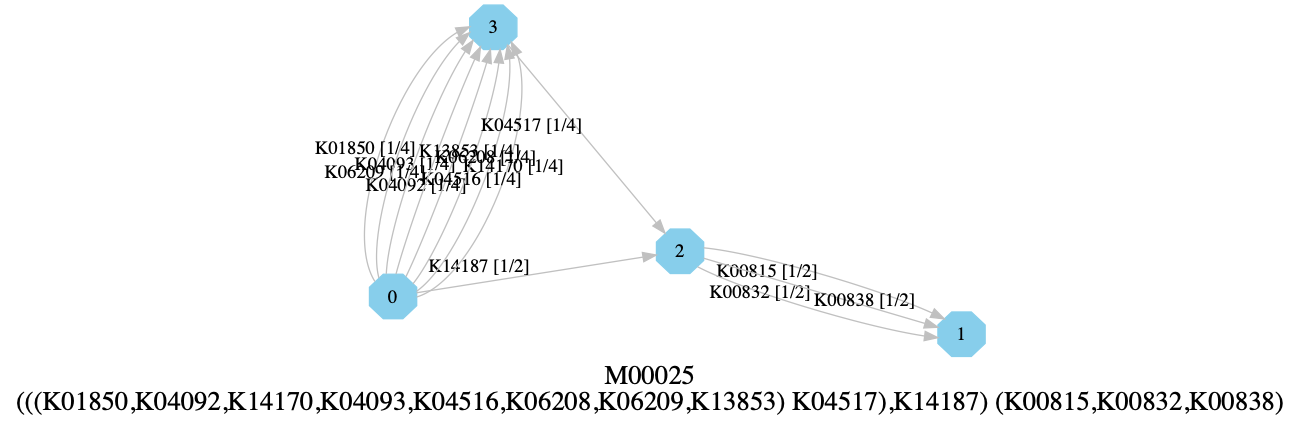 3
K04517 [1/4]
K01850 [1/4]
K13853 [1/4]
K06208 [1/4]
K04093 [1/4]
K14170 [1/4]
K06209 [1/4]
K04516 [1/4]
K04092 [1/4]
2
K14187 [1/2]
K00815 [1/2]
K00832 [1/2]
K00838 [1/2]
0
1
M00025
(((K01850,K04092,K14170,K04093,K04516,K06208,K06209,K13853) K04517),K14187) (K00815,K00832,K00838)